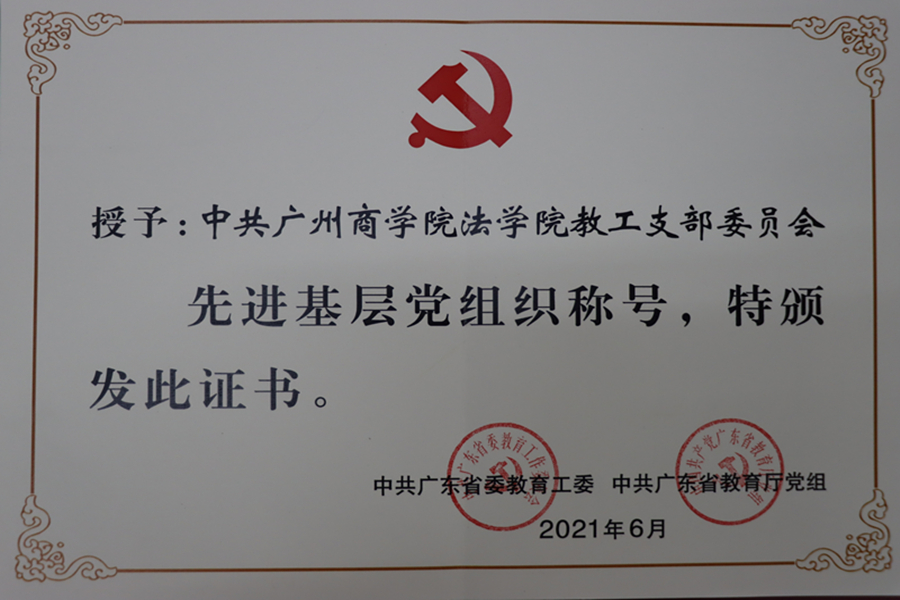 授予：中共广州商学院法学院教工支部委员会
先进基层党组织称号，特颁
发此证书。
中共广东省委教育工委 中共广东省教育厅党组
2021年6月